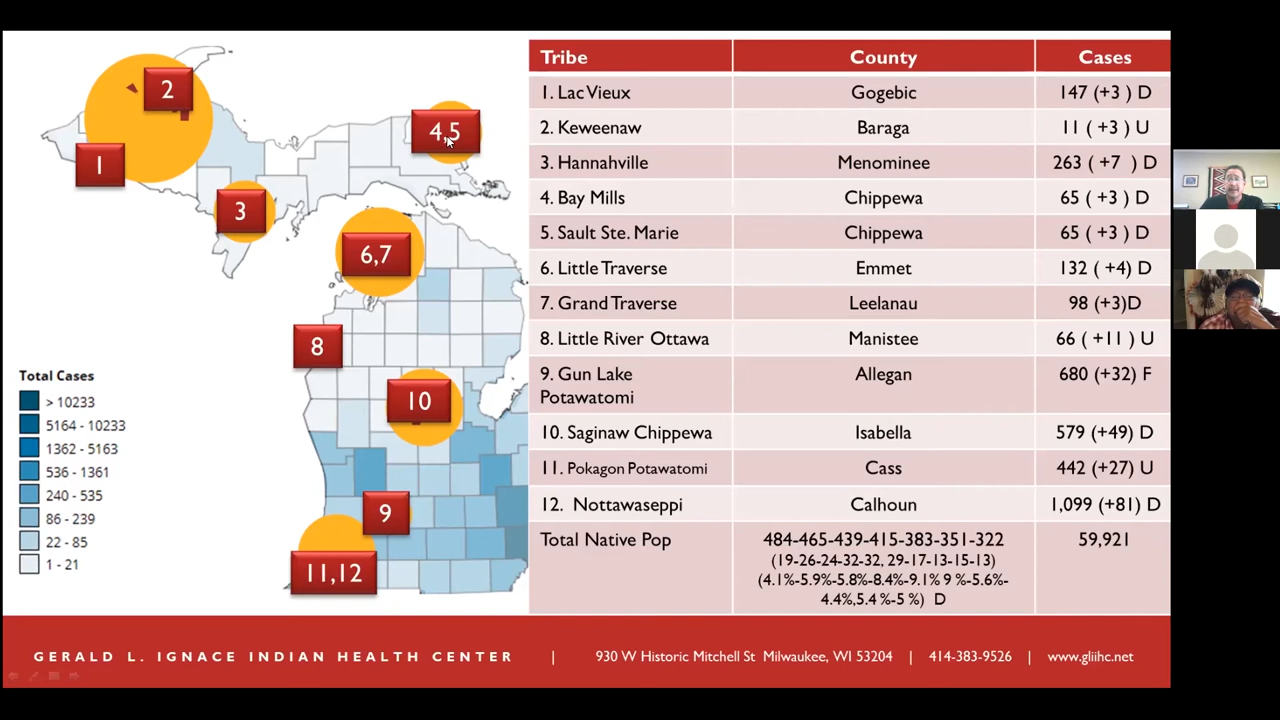 2
4,5
1
3
6,7
8
10
9
11,12
Total Cases
> 10233
5164 - 10233
1362 - 5163
536 - 1361
240 - 535
86 - 239
22 - 85
1 - 21
Tribe County Cases
1. Lac Vieux Gogebic 147 (+3 ) D
2. Keweenaw Baraga 11 ( +3 ) U
3. Hannahville Menominee 263 ( +7 ) D
4. Bay Mills Chippewa 65 ( +3 ) D
5. Sault Ste. Marie Chippewa 65 ( +3 ) D
6. Little Traverse Emmet 132 ( +4) D
7. Grand Traverse Leelanau 98 (+3)D
8. Little River Ottawa Manistee 66 ( +11 ) U
9. Gun Lake Allegan 680 (+32) F
Potawatomi
10. Saginaw Chippewa Isabella 579 (+49) D
11. Pokagon Potawatomi Cass 442 (+27) U
12. Nottawaseppi Calhoun 1,099 (+81) D
Total Native Pop 484-465-439-415-383-351-322 59,921
(19-26-24-32-32, 29-17-13-15-13)
(4.1%-5.9%-5.8%-8.4%-9.1% 9 %-5.6%-
4.4%,5.4 %-5 %) D
GERALD L. IGNACE INDIAN HEALTH CENTER | 930 W Historic Mitchell St Milwaukee, WI 53204 | 414-383-9526 | www.gliihc.net